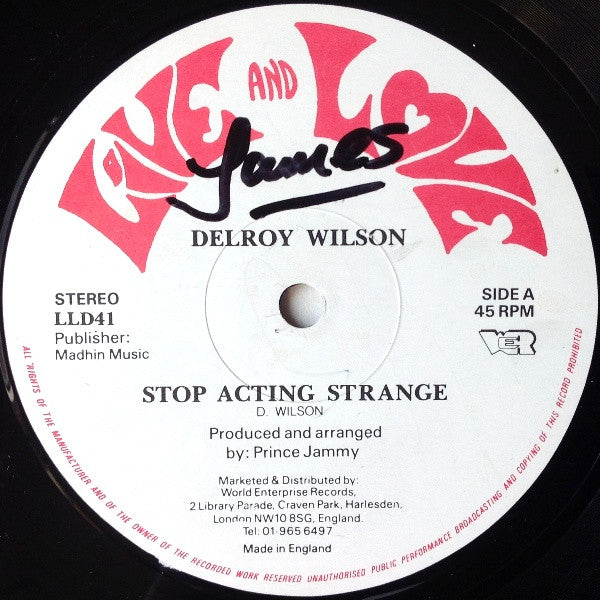 LIVE AND LOVE
James
DELROY WILSON
STEREO
LLD41
Publisher:
Madhin Music
SIDE A
45 RPM
WER
STOP ACTING STRANGE
D. WILSON
Produced and arranged
by: Prince Jammy
Marketed & Distributed by:
World Enterprise Records,
2 Library Parade, Craven Park, Harlesden,
London NW10 8SG, England.
Tel: 01-965 6497
Made in England
ALL RIGHTS OF THE MANUFACTURER AND OF THE OWNER OF THE RECORDED WORK RESERVED UNAUTHORISED PUBLIC PERFORMANCE BROADCASTING AND COPYING OF THIS RECORD PROHIBITED